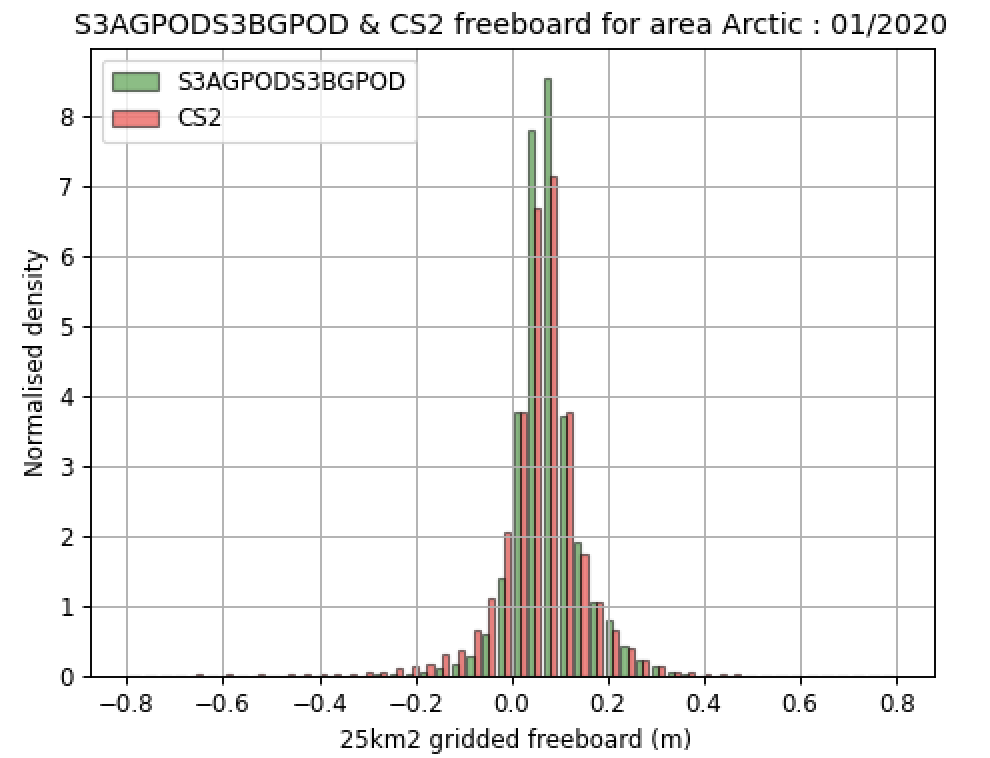 S3AGPODS3BGPOD & CS2 freeboard for area Arctic : 01/2020
S3AGPODS3BGPOD
CS2
Normalised density
8
7
6
5
4
3
2
1
0
−0.8 −0.6 −0.4 −0.2 0.0 0.2 0.4 0.6 0.8
25km2 gridded freeboard (m)